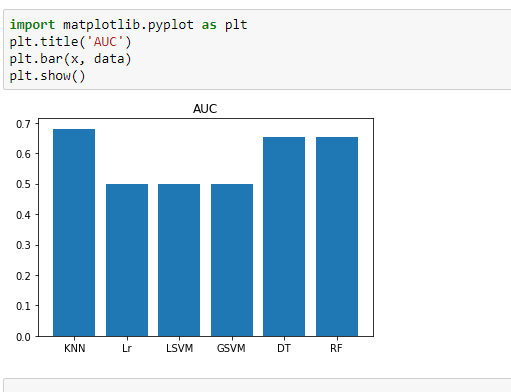 import matplotlib.pyplot as plt
plt.title('AUC')
plt.bar(x, data)
plt.show()
AUC
0.7
0.6
0.5
0.4
0.3
0.2
0.1
0.0
KNN Lr LSVM GSVM DT RF